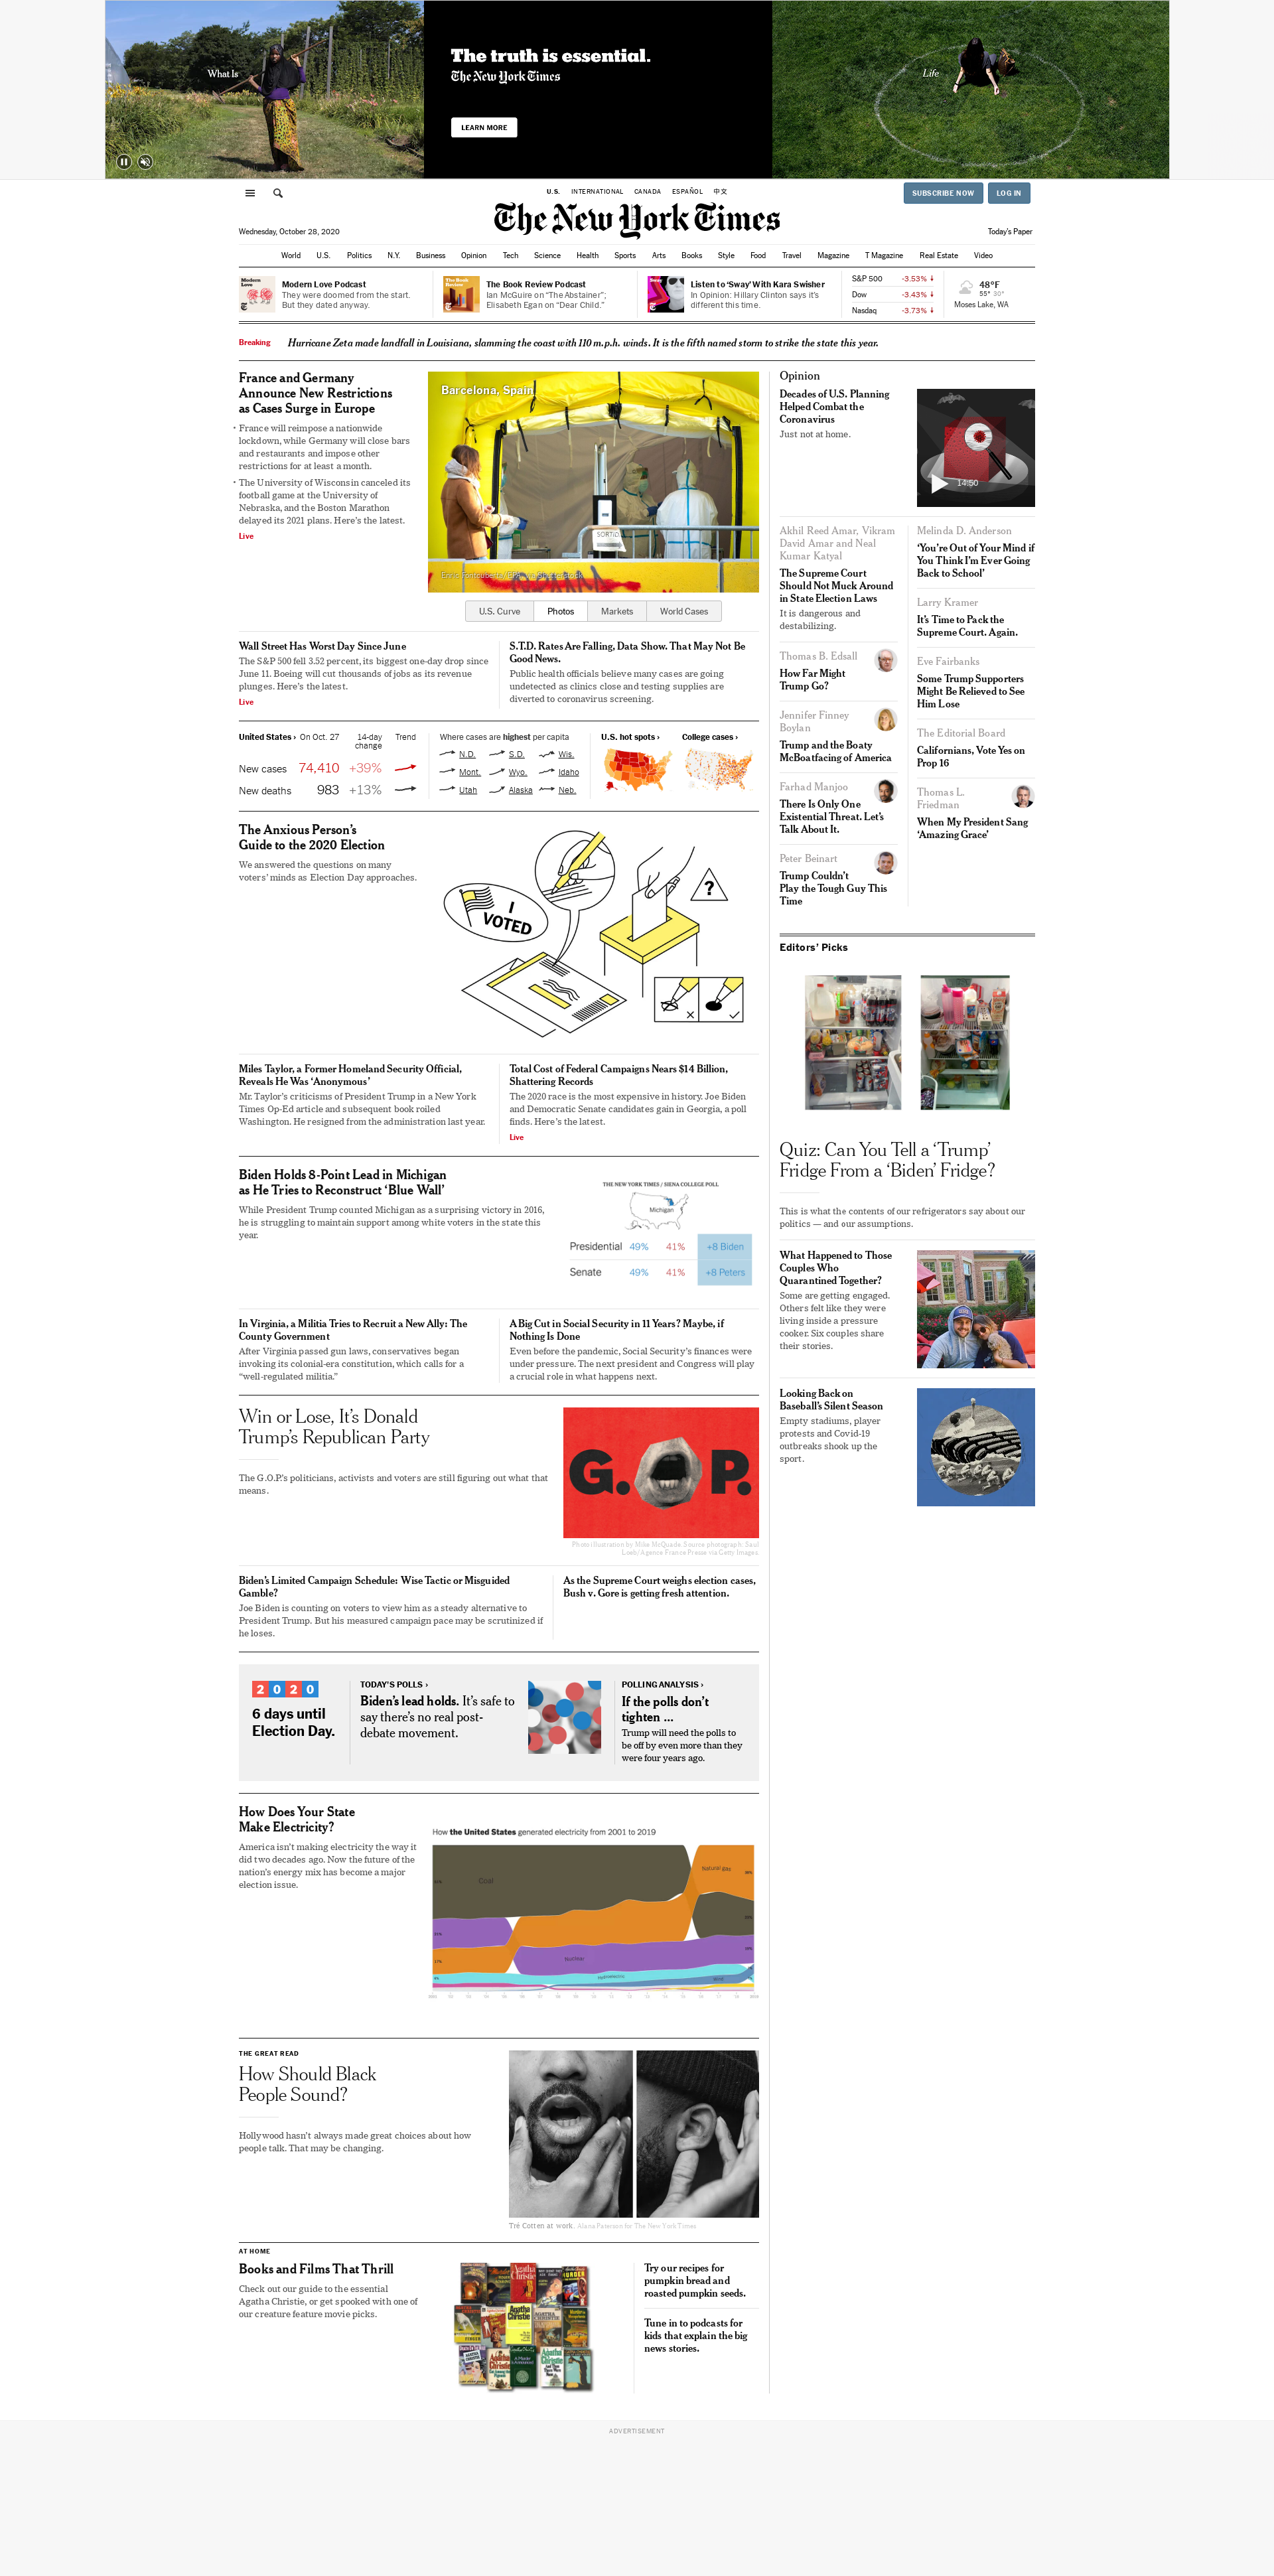 What Is
The truth is essential.
The New York Times
LEARN MORE
Life
U.S. INTERNATIONAL CANADA ESPAÑOL 中文
SUBSCRIBE NOW LOG IN
The New York Times
Wednesday, October 28, 2020
Today's Paper
World U.S. Politics N.Y. Business Opinion Tech Science Health Sports Arts Books Style Food Travel Magazine T Magazine Real Estate Video
Modern Love Podcast
They were doomed from the start.
But they dated anyway.
The Book Review Podcast
Ian McGuire on "The Abstainer";
Elisabeth Egan on "Dear Child."
Listen to 'Sway' With Kara Swisher
In Opinion: Hillary Clinton says it's
different this time.
S&P 500 -3.53% ↓
Dow -3.43% ↓
Nasdaq -3.73% ↓
48°F
55° 30°
Moses Lake, WA
Breaking Hurricane Zeta made landfall in Louisiana, slamming the coast with 110 m.p.h. winds. It is the fifth named storm to strike the state this year.
France and Germany
Announce New Restrictions
as Cases Surge in Europe
• France will reimpose a nationwide
lockdown, while Germany will close bars
and restaurants and impose other
restrictions for at least a month.
• The University of Wisconsin canceled its
football game at the University of
Nebraska, and the Boston Marathon
delayed its 2021 plans. Here's the latest.
Live
Barcelona, Spain
U.S. Curve Photos Markets World Cases
Wall Street Has Worst Day Since June
The S&P 500 fell 3.52 percent, its biggest one-day drop since
June 11. Boeing will cut thousands of jobs as its revenue
plunges. Here's the latest.
Live
S.T.D. Rates Are Falling, Data Show. That May Not Be
Good News.
Public health officials believe many cases are going
undetected as clinics close and testing supplies are
diverted to coronavirus screening.
United States › On Oct. 27 14-day
change Trend
New cases 74,410 +39%
New deaths 983 +13%
Where cases are highest per capita
N.D. S.D. Wis.
Mont. Wyo. Idaho
Utah Alaska Neb.
U.S. hot spots › College cases ›
The Anxious Person's
Guide to the 2020 Election
We answered the questions on many
voters' minds as Election Day approaches.
I
VOTED
?
Miles Taylor, a Former Homeland Security Official,
Reveals He Was 'Anonymous'
Mr. Taylor's criticisms of President Trump in a New York
Times Op-Ed article and subsequent book roiled
Washington. He resigned from the administration last year.
Total Cost of Federal Campaigns Nears $14 Billion,
Shattering Records
The 2020 race is the most expensive in history. Joe Biden
and Democratic Senate candidates gain in Georgia, a poll
finds. Here's the latest.
Live
Biden Holds 8-Point Lead in Michigan
as He Tries to Reconstruct 'Blue Wall'
While President Trump counted Michigan as a surprising victory in 2016,
he is struggling to maintain support among white voters in the state this
year.
THE NEW YORK TIMES / SIENA COLLEGE POLL
Michigan
Presidential 49% 41% +8 Biden
Senate 49% 41% +8 Peters
In Virginia, a Militia Tries to Recruit a New Ally: The
County Government
After Virginia passed gun laws, conservatives began
invoking its colonial-era constitution, which calls for a
"well-regulated militia."
A Big Cut in Social Security in 11 Years? Maybe, if
Nothing Is Done
Even before the pandemic, Social Security's finances were
under pressure. The next president and Congress will play
a crucial role in what happens next.
Win or Lose, It's Donald
Trump's Republican Party
The G.O.P.'s politicians, activists and voters are still figuring out what that
means.
G.O.P.
Photo illustration by Mike McQuade. Source photograph: Saul
Loeb/Agence France-Presse via Getty Images.
Biden's Limited Campaign Schedule: Wise Tactic or Misguided
Gamble?
Joe Biden is counting on voters to view him as a steady alternative to
President Trump. But his measured campaign pace may be scrutinized if
he loses.
As the Supreme Court weighs election cases,
Bush v. Gore is getting fresh attention.
2020
6 days until
Election Day.
TODAY'S POLLS ›
Biden's lead holds. It's safe to
say there's no real post-
debate movement.
POLLING ANALYSIS ›
If the polls don't
tighten ...
Trump will need the polls to
be off by even more than they
were four years ago.
How Does Your State
Make Electricity?
America isn't making electricity the way it
did two decades ago. Now the future of the
nation's energy mix has become a major
election issue.
How the United States generated electricity from 2001 to 2019
Coal
Natural gas
Nuclear
Hydroelectric
Wind
THE GREAT READ
How Should Black
People Sound?
Hollywood hasn't always made great choices about how
people talk. That may be changing.
Tré Cotten at work.
AT HOME
Books and Films That Thrill
Check out our guide to the essential
Agatha Christie, or get spooked with one of
our creature feature movie picks.
Try our recipes for
pumpkin bread and
roasted pumpkin seeds.
Tune in to podcasts for
kids that explain the big
news stories.
Opinion
Decades of U.S. Planning
Helped Combat the
Coronavirus
Just not at home.
14:50
Akhil Reed Amar, Vikram
David Amar and Neal
Kumar Katyal
The Supreme Court
Should Not Muck Around
in State Election Laws
It is dangerous and
destabilizing.
Thomas B. Edsall
How Far Might
Trump Go?
Jennifer Finney
Boylan
Trump and the Boaty
McBoatfacing of America
Farhad Manjoo
There Is Only One
Existential Threat. Let's
Talk About It.
Peter Beinart
Trump Couldn't
Play the Tough Guy This
Time
Melinda D. Anderson
'You're Out of Your Mind if
You Think I'm Ever Going
Back to School'
Larry Kramer
It's Time to Pack the
Supreme Court. Again.
Eve Fairbanks
Some Trump Supporters
Might Be Relieved to See
Him Lose
The Editorial Board
Californians, Vote Yes on
Prop 16
Thomas L.
Friedman
When My President Sang
'Amazing Grace'
Editors' Picks
Quiz: Can You Tell a 'Trump'
Fridge From a 'Biden' Fridge?
This is what the contents of our refrigerators say about our
politics — and our assumptions.
What Happened to Those
Couples Who
Quarantined Together?
Some are getting engaged.
Others felt like they were
living inside a pressure
cooker. Six couples share
their stories.
Looking Back on
Baseball's Silent Season
Empty stadiums, player
protests and Covid-19
outbreaks shook up the
sport.
ADVERTISEMENT